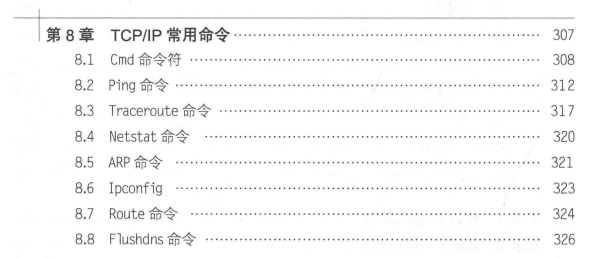 第 8 章 TCP/IP 常用命令 307
8.1 Cmd 命令符 308
8.2 Ping 命令 312
8.3 Traceroute 命令 317
8.4 Netstat 命令 320
8.5 ARP 命令 321
8.6 Ipconfig 323
8.7 Route 命令 324
8.8 Flushdns 命令 326